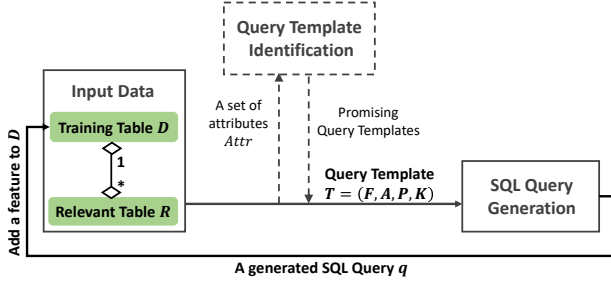 Query Template
Identification
Input Data
Training Table D
1
*
Relevant Table R
A set of
attributes
Attr
Promising
Query Templates
Query Template
T = (F, A, P, K)
SQL Query
Generation
Add a feature to D
A generated SQL Query q